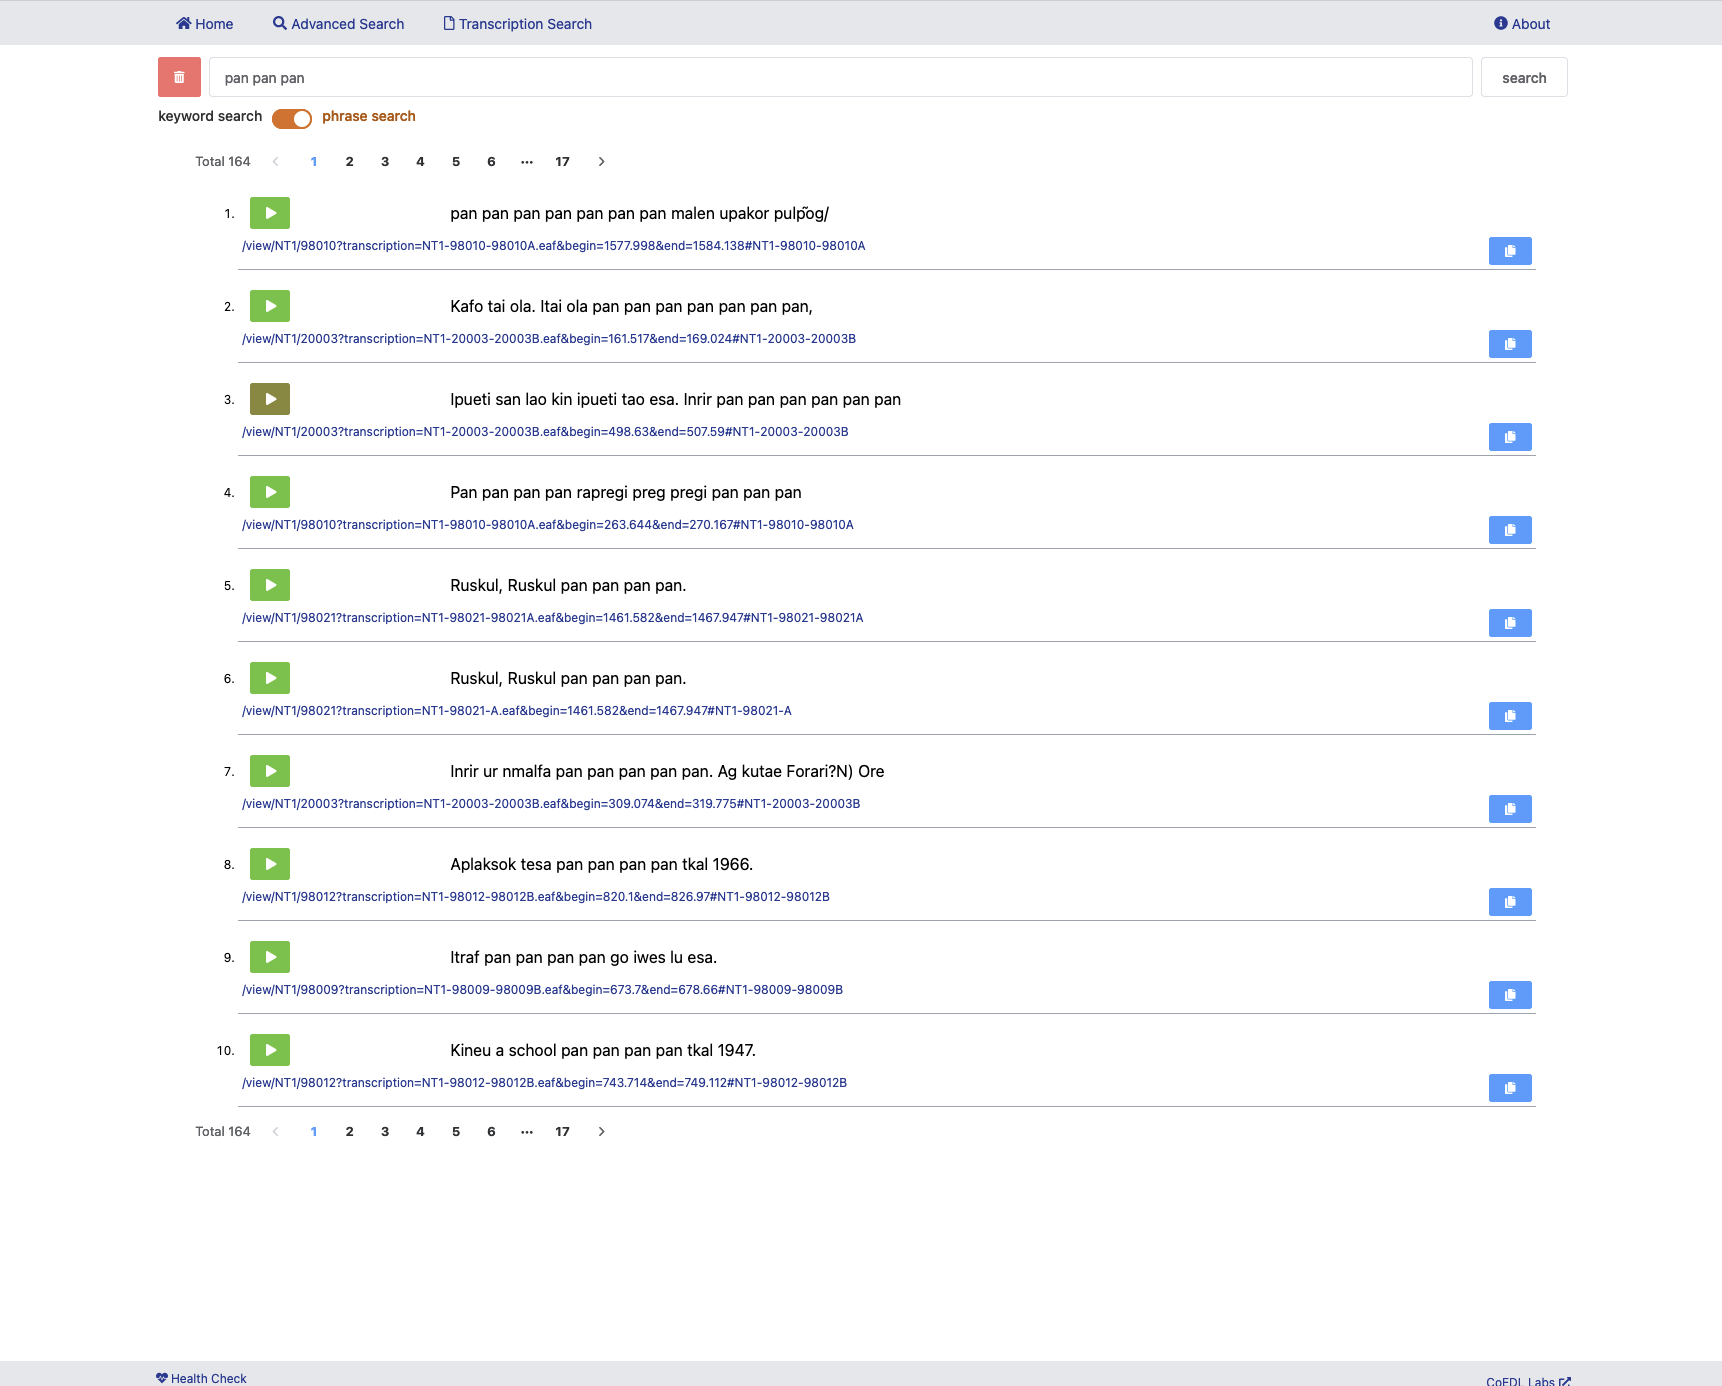 Home Advanced Search Transcription Search About
pan pan pan search
keyword search phrase search
Total 164 1 2 3 4 5 6 ••• 17
1. pan pan pan pan pan pan pan malen upakor pulp̃og/
/view/NT1/98010?transcription=NT1-98010-98010A.eaf&begin=1577.998&end=1584.138#NT1-98010-98010A
2. Kafo tai ola. Itai ola pan pan pan pan pan pan pan,
/view/NT1/20003?transcription=NT1-20003-20003B.eaf&begin=161.517&end=169.024#NT1-20003-20003B
3. Ipueti san lao kin ipueti tao esa. Inrir pan pan pan pan pan pan
/view/NT1/20003?transcription=NT1-20003-20003B.eaf&begin=498.63&end=507.59#NT1-20003-20003B
4. Pan pan pan pan rapregi preg pregi pan pan pan
/view/NT1/98010?transcription=NT1-98010-98010A.eaf&begin=263.644&end=270.167#NT1-98010-98010A
5. Ruskul, Ruskul pan pan pan pan.
/view/NT1/98021?transcription=NT1-98021-98021A.eaf&begin=1461.582&end=1467.947#NT1-98021-98021A
6. Ruskul, Ruskul pan pan pan pan.
/view/NT1/98021?transcription=NT1-98021-A.eaf&begin=1461.582&end=1467.947#NT1-98021-A
7. Inrir ur nmalfa pan pan pan pan pan. Ag kutae Forari?N) Ore
/view/NT1/20003?transcription=NT1-20003-20003B.eaf&begin=309.074&end=319.775#NT1-20003-20003B
8. Aplaksok tesa pan pan pan pan tkal 1966.
/view/NT1/98012?transcription=NT1-98012-98012B.eaf&begin=820.1&end=826.97#NT1-98012-98012B
9. Itraf pan pan pan pan go iwes lu esa.
/view/NT1/98009?transcription=NT1-98009-98009B.eaf&begin=673.7&end=678.66#NT1-98009-98009B
10. Kineu a school pan pan pan pan tkal 1947.
/view/NT1/98012?transcription=NT1-98012-98012B.eaf&begin=743.714&end=749.112#NT1-98012-98012B
Total 164 1 2 3 4 5 6 ••• 17
Health Check CoEDL Labs